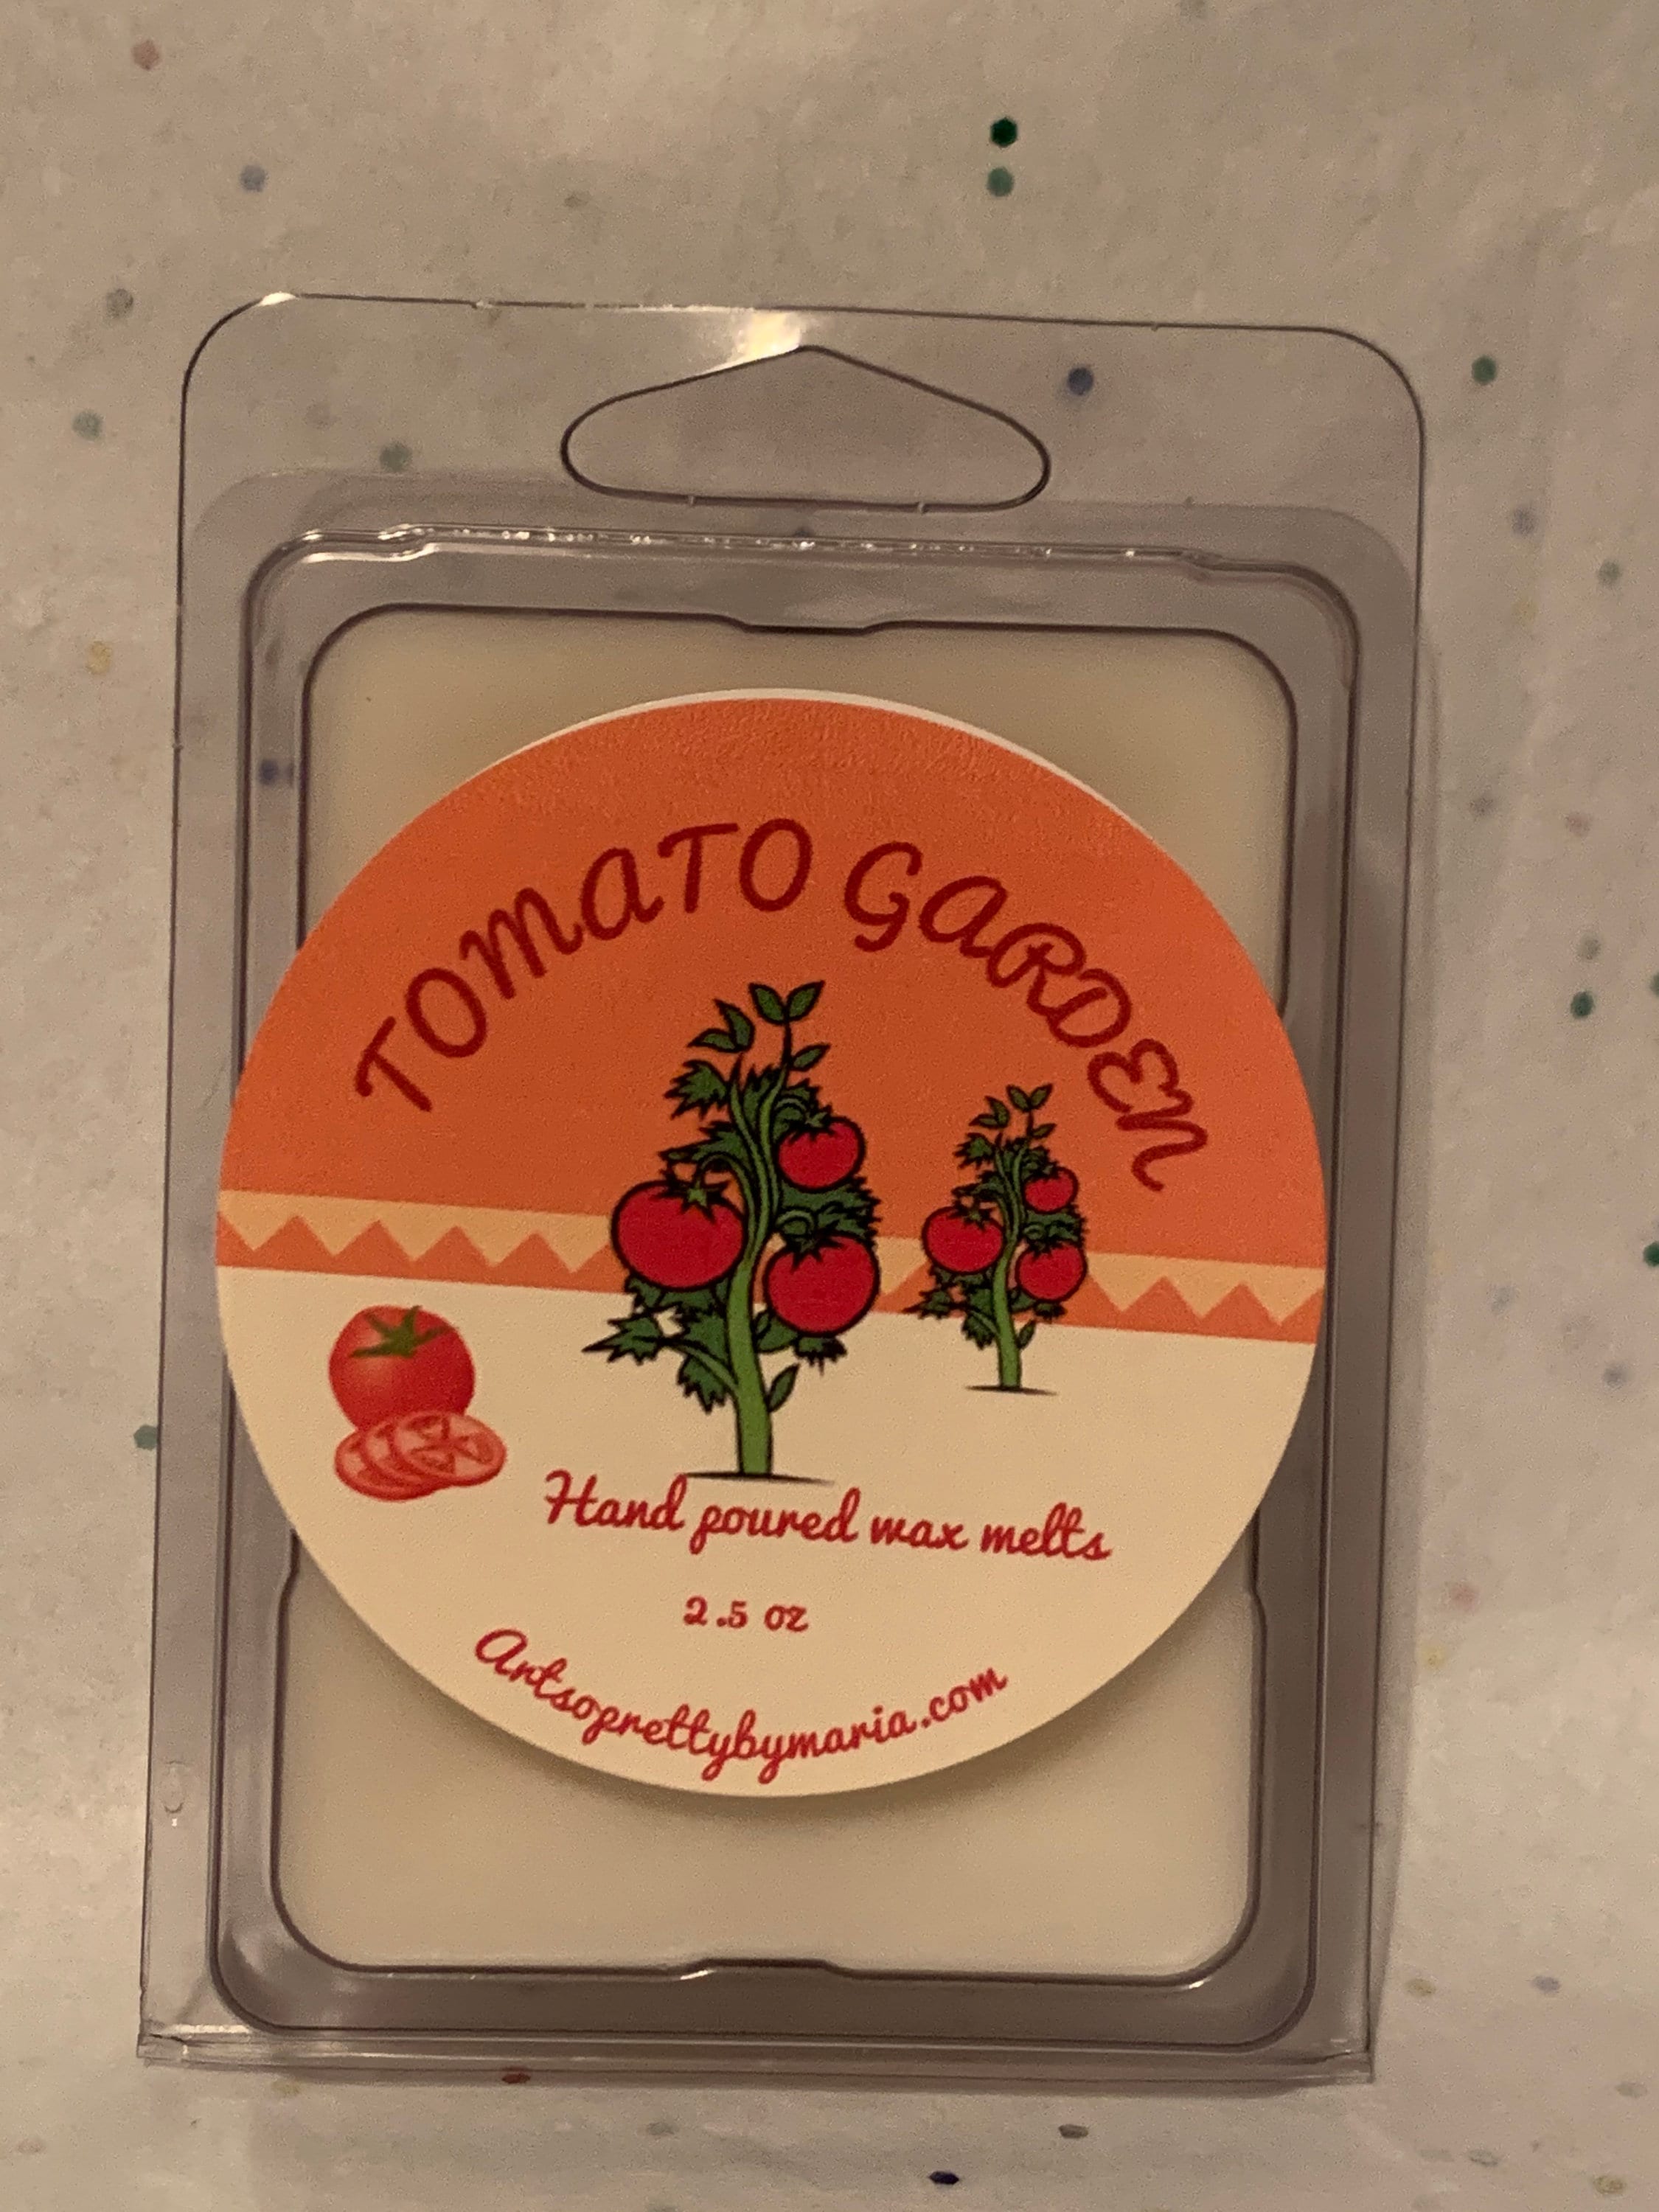 TOMATO GARDEN
Hand poured wax melts
2.5 oz
Artsoprettybymaria.com